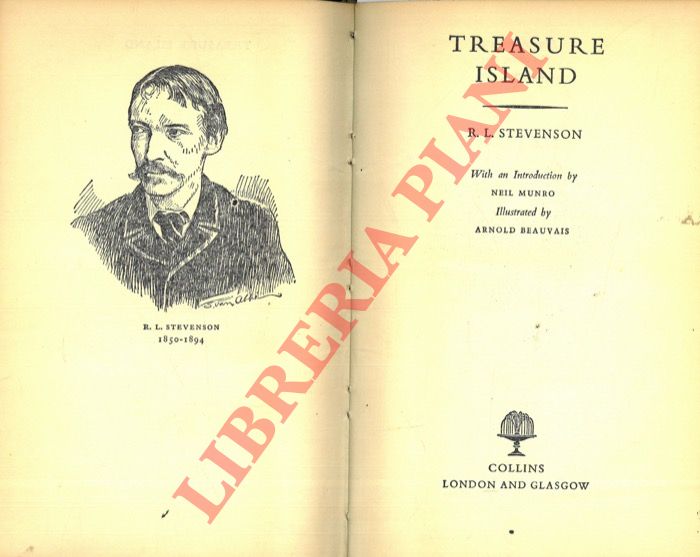 R. L. STEVENSON
1850-1894
TREASURE
ISLAND
R. L. STEVENSON
With an Introduction by
NEIL MUNRO
Illustrated by
ARNOLD BEAUVAIS
COLLINS
LONDON AND GLASGOW
LIBRERIA PIANI